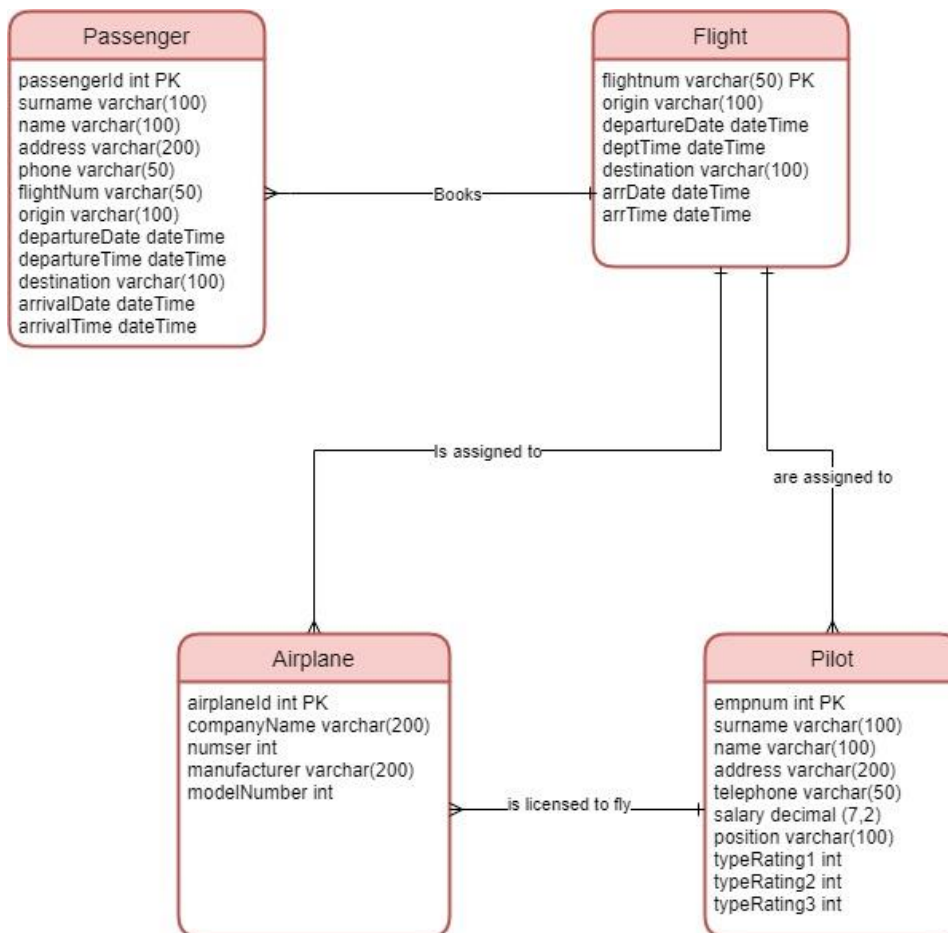 Passenger
passengerId int PK
surname varchar(100)
name varchar(100)
address varchar(200)
phone varchar(50)
flightNum varchar(50)
origin varchar(100)
departureDate dateTime
departureTime dateTime
destination varchar(100)
arrivalDate dateTime
arrivalTime dateTime
Books
Flight
flightnum varchar(50) PK
origin varchar(100)
departureDate dateTime
deptTime dateTime
destination varchar(100)
arrDate dateTime
arrTime dateTime
Is assigned to
are assigned to
Airplane
airplaneId int PK
companyName varchar(200)
numser int
manufacturer varchar(200)
modelNumber int
is licensed to fly
Pilot
empnum int PK
surname varchar(100)
name varchar(100)
address varchar(200)
telephone varchar(50)
salary decimal (7,2)
position varchar(100)
typeRating1 int
typeRating2 int
typeRating3 int